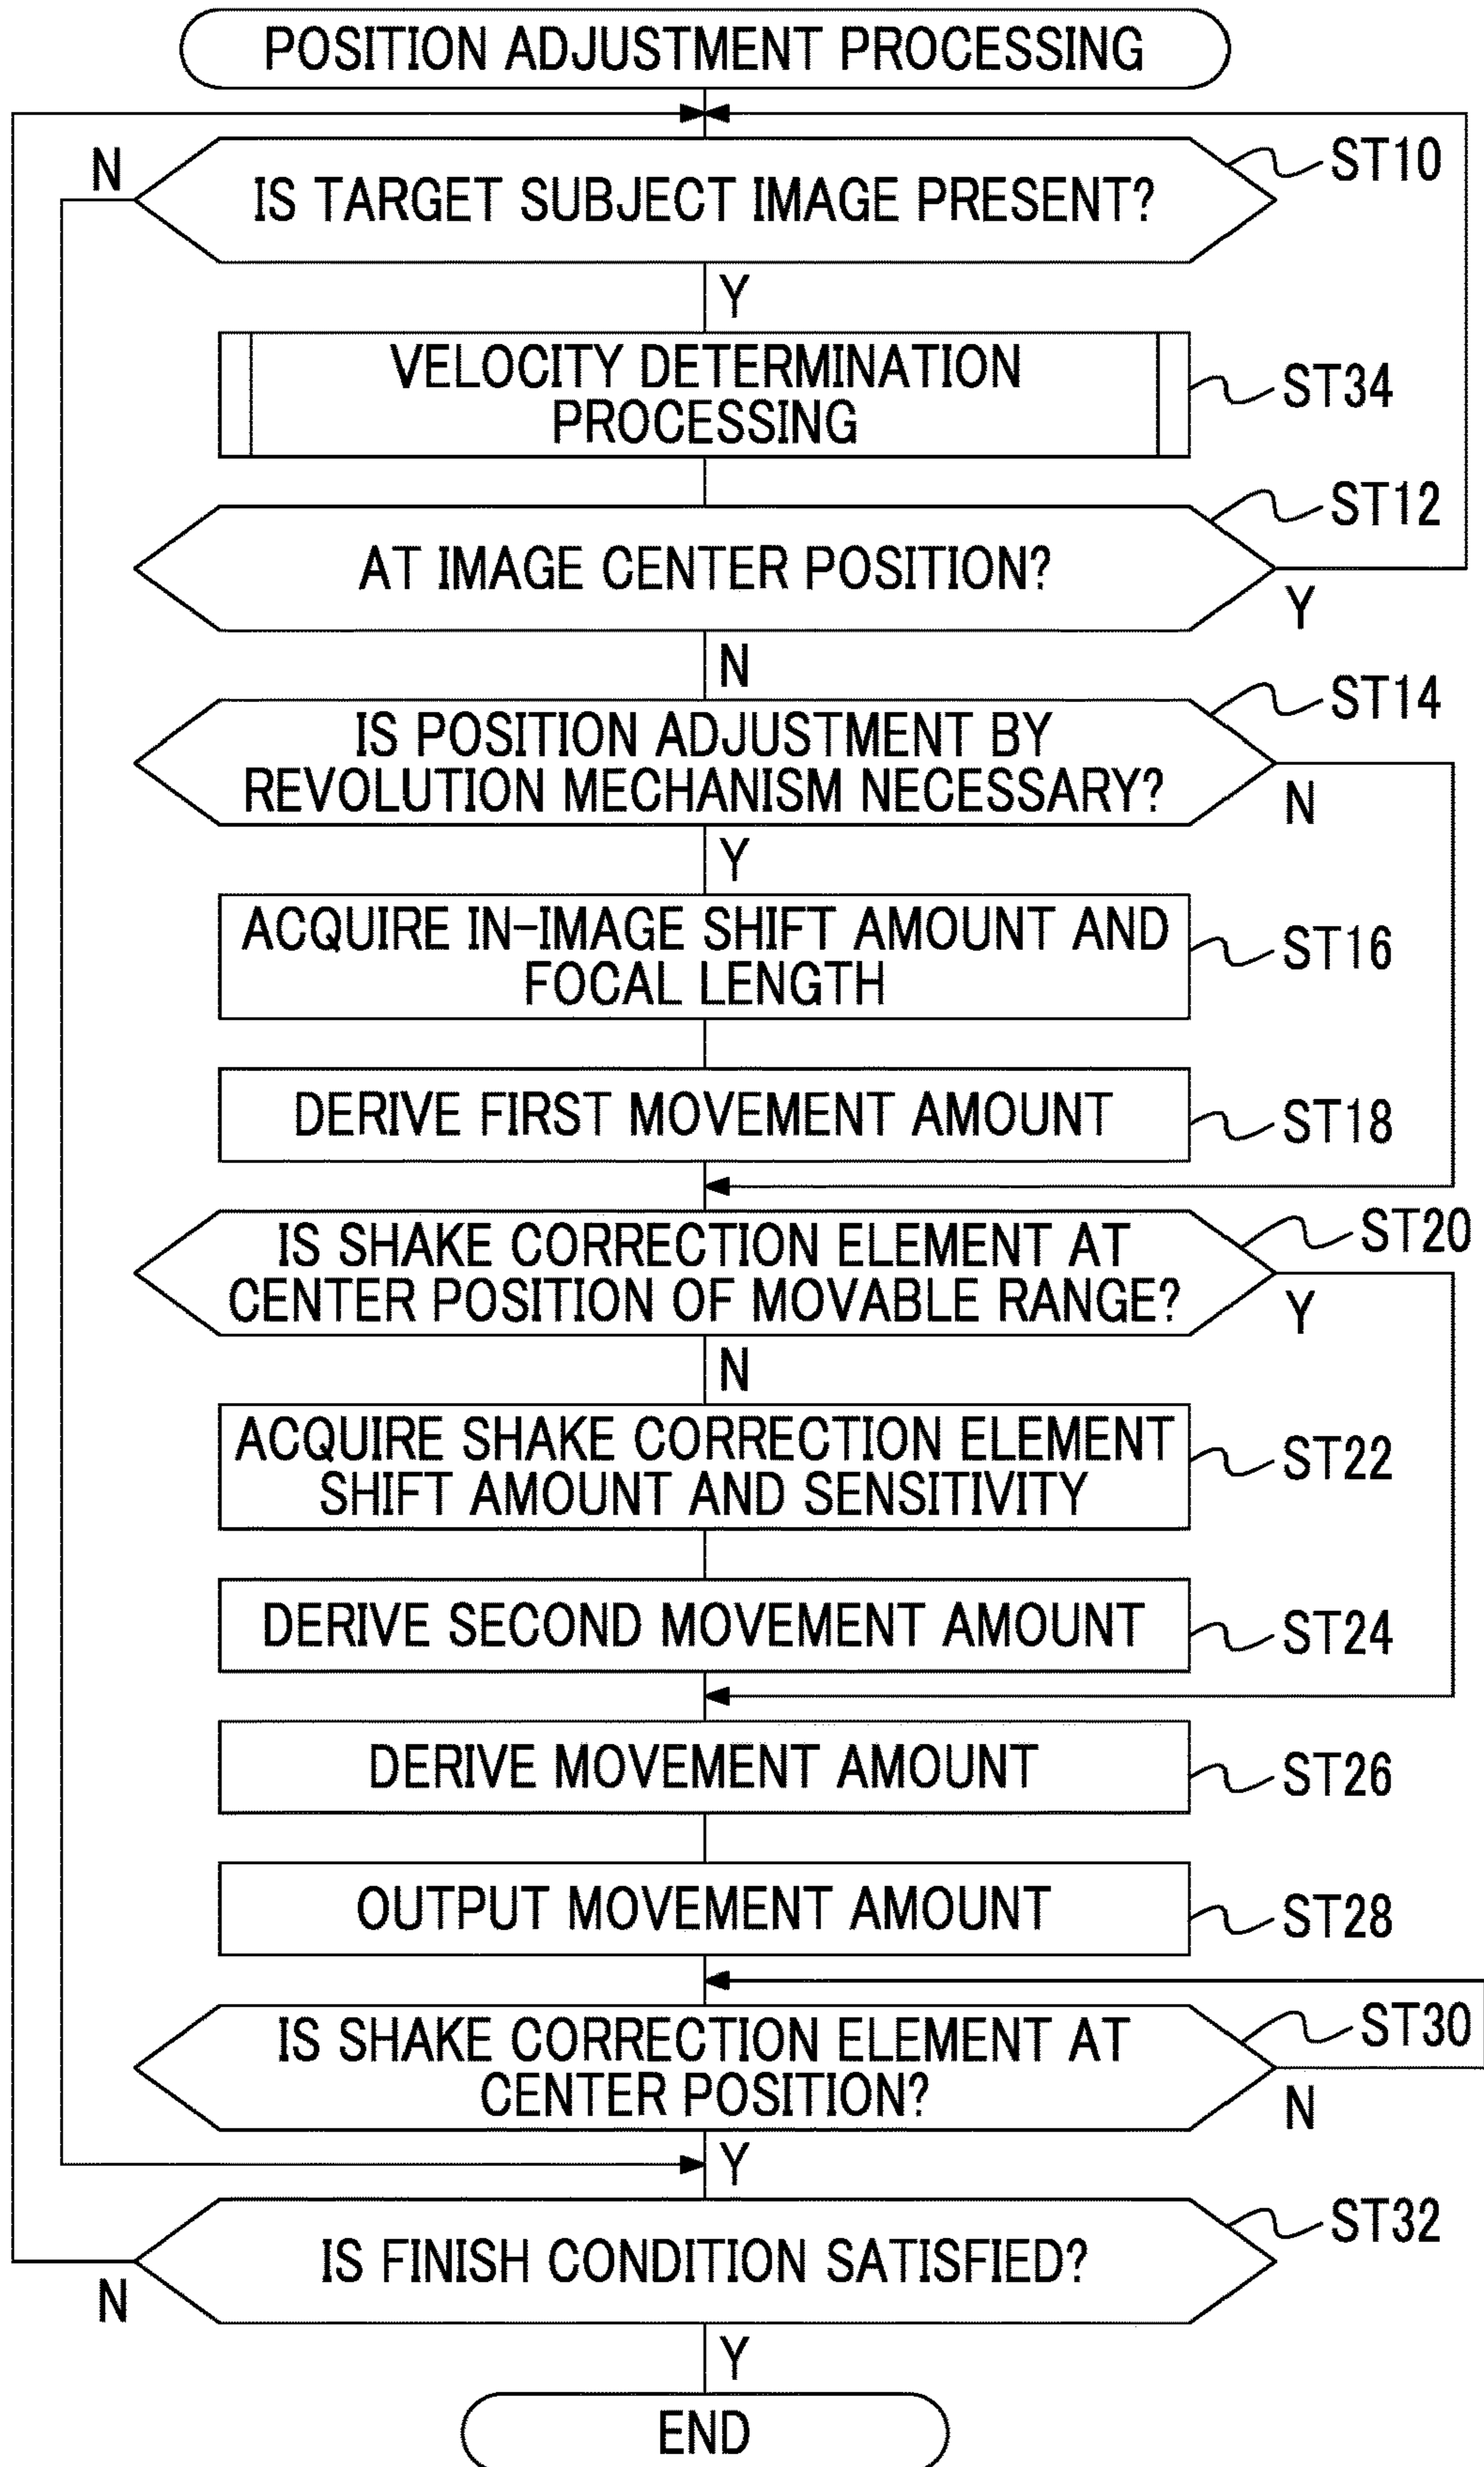 POSITION ADJUSTMENT PROCESSING
N
IS TARGET SUBJECT IMAGE PRESENT?
ST10
Y
VELOCITY DETERMINATION
PROCESSING
ST34
AT IMAGE CENTER POSITION?
ST12
Y
N
IS POSITION ADJUSTMENT BY
REVOLUTION MECHANISM NECESSARY?
ST14
N
Y
ACQUIRE IN-IMAGE SHIFT AMOUNT AND
FOCAL LENGTH
ST16
DERIVE FIRST MOVEMENT AMOUNT
ST18
IS SHAKE CORRECTION ELEMENT AT
CENTER POSITION OF MOVABLE RANGE?
ST20
Y
N
ACQUIRE SHAKE CORRECTION ELEMENT
SHIFT AMOUNT AND SENSITIVITY
ST22
DERIVE SECOND MOVEMENT AMOUNT
ST24
DERIVE MOVEMENT AMOUNT
ST26
OUTPUT MOVEMENT AMOUNT
ST28
IS SHAKE CORRECTION ELEMENT AT
CENTER POSITION?
ST30
N
Y
IS FINISH CONDITION SATISFIED?
ST32
N
Y
END